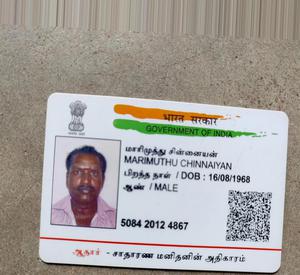 भारत सरकार
GOVERNMENT OF INDIA
மாரிமுத்து சின்னையன்
MARIMUTHU CHINNAIYAN
பிறந்த நாள் / DOB : 16/08/1968
ஆண் / MALE
5084 2012 4867
ஆதார் - சாதாரண மனிதனின் அதிகாரம்